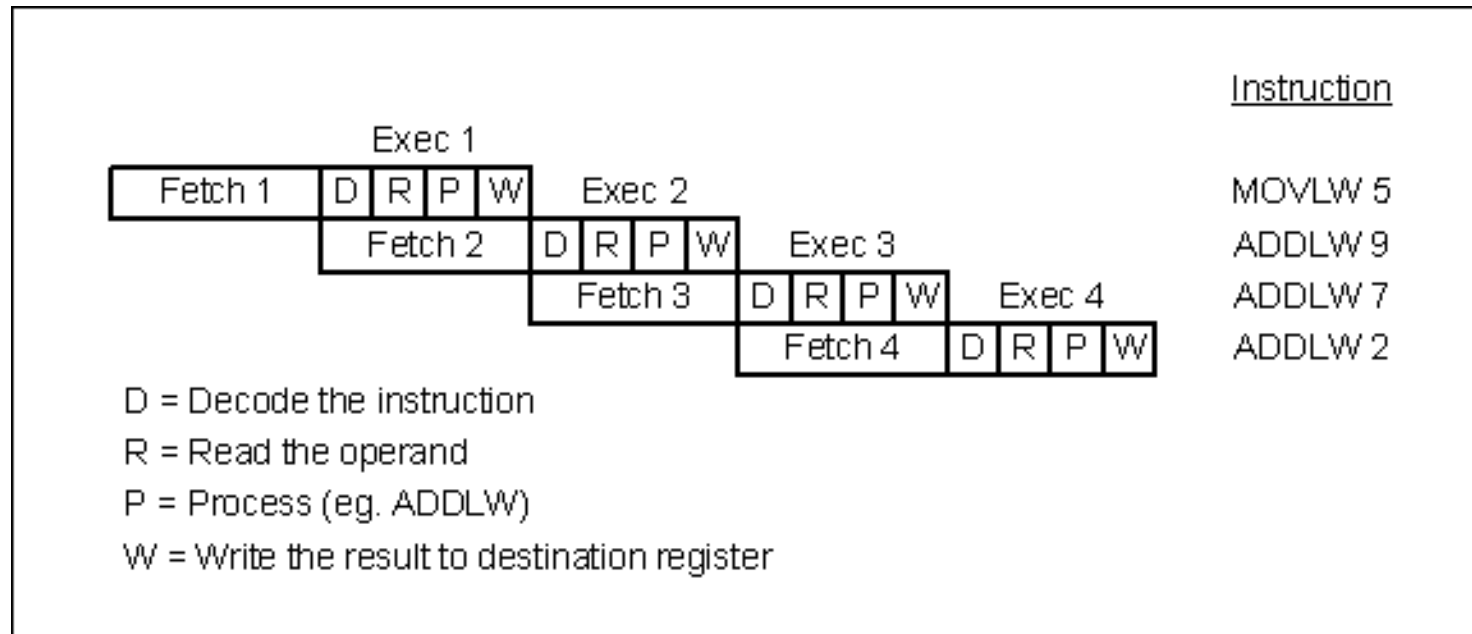 Instruction
Exec 1
Fetch 1 D R P W Exec 2 MOVLW 5
Fetch 2 D R P W Exec 3 ADDLW 9
Fetch 3 D R P W Exec 4 ADDLW 7
Fetch 4 D R P W ADDLW 2
D = Decode the instruction
R = Read the operand
P = Process (eg. ADDLW)
W = Write the result to destination register